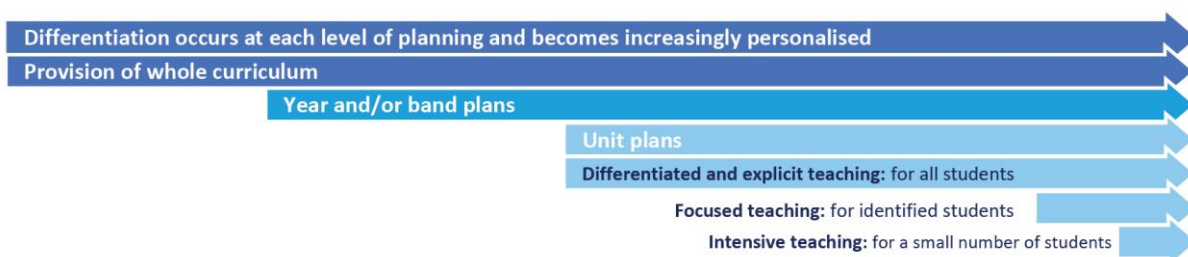 Differentiation occurs at each level of planning and becomes increasingly personalised
Provision of whole curriculum
Year and/or band plans
Unit plans
Differentiated and explicit teaching: for all students
Focused teaching: for identified students
Intensive teaching: for a small number of students